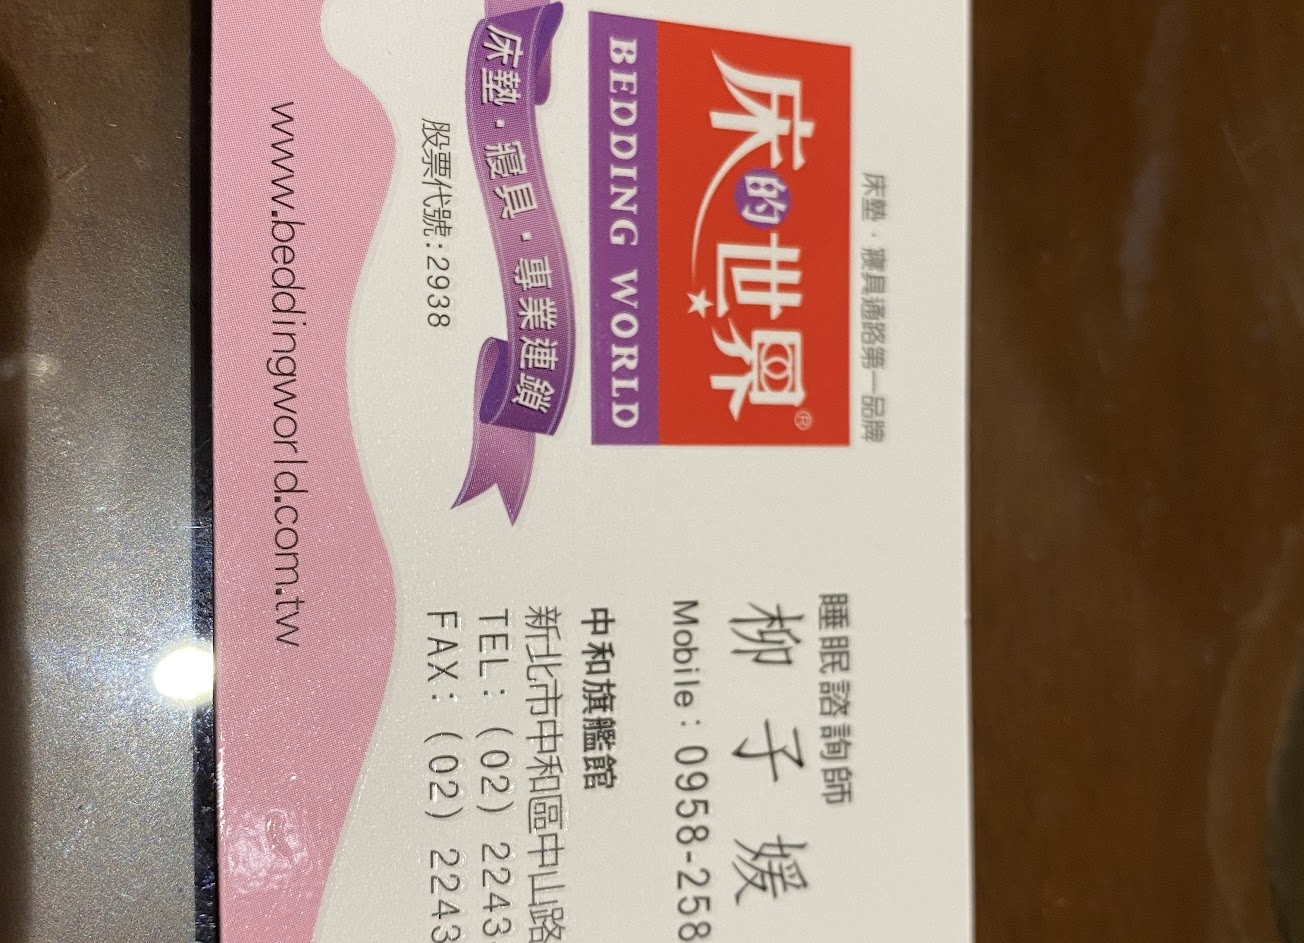 床墊・寢具通路第一品牌
床的世界®
BEDDING WORLD
床墊・寢具・專業連鎖
股票代號:2938
睡眠諮詢師
柳子媛
Mobile:0958-258
中和旗艦館
新北市中和區中山路
TEL:(02) 2243-
FAX:(02) 2243
www.beddingworld.com.tw